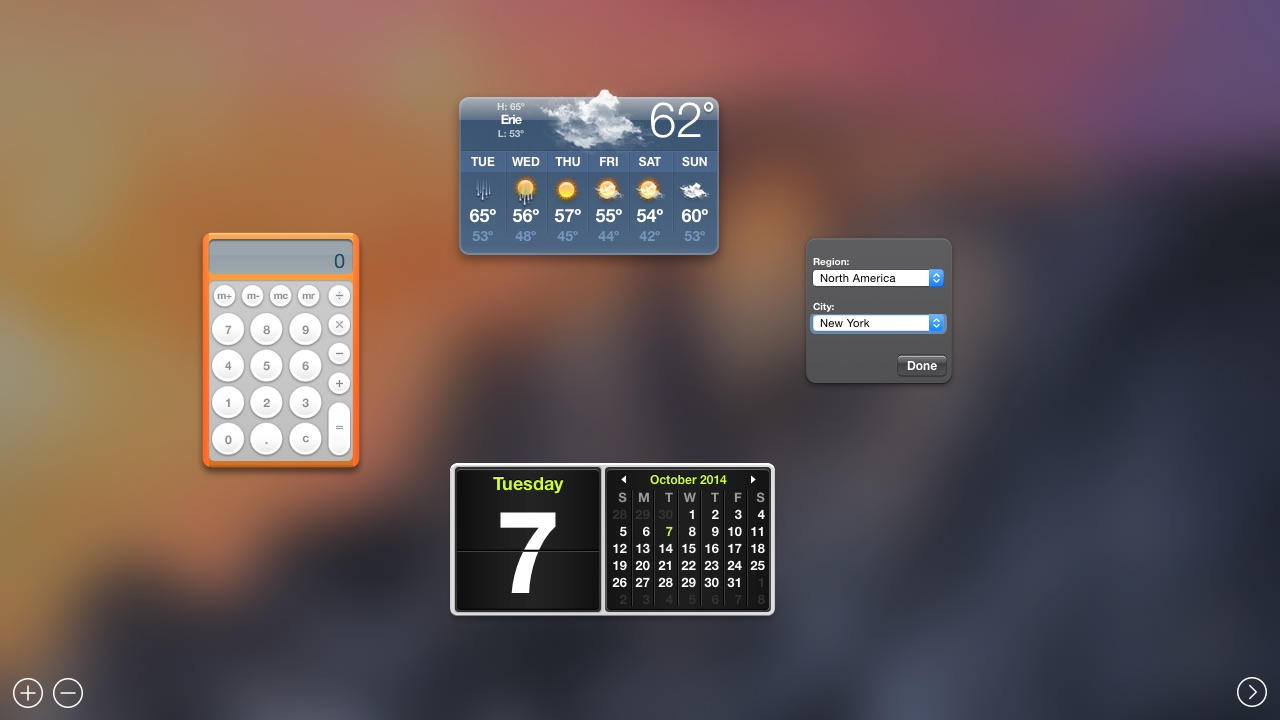 H: 65°
Erie
L: 53°
62°
TUE WED THU FRI SAT SUN
65° 56° 57° 55° 54° 60°
53° 48° 45° 44° 42° 53°
0
m+ m- mc mr ÷
7 8 9 ×
4 5 6 −
1 2 3 +
0 . c =
Region:
North America
City:
New York
Done
Tuesday
7
October 2014
S M T W T F S
28 29 30 1 2 3 4
5 6 7 8 9 10 11
12 13 14 15 16 17 18
19 20 21 22 23 24 25
26 27 28 29 30 31 1
2 3 4 5 6 7 8